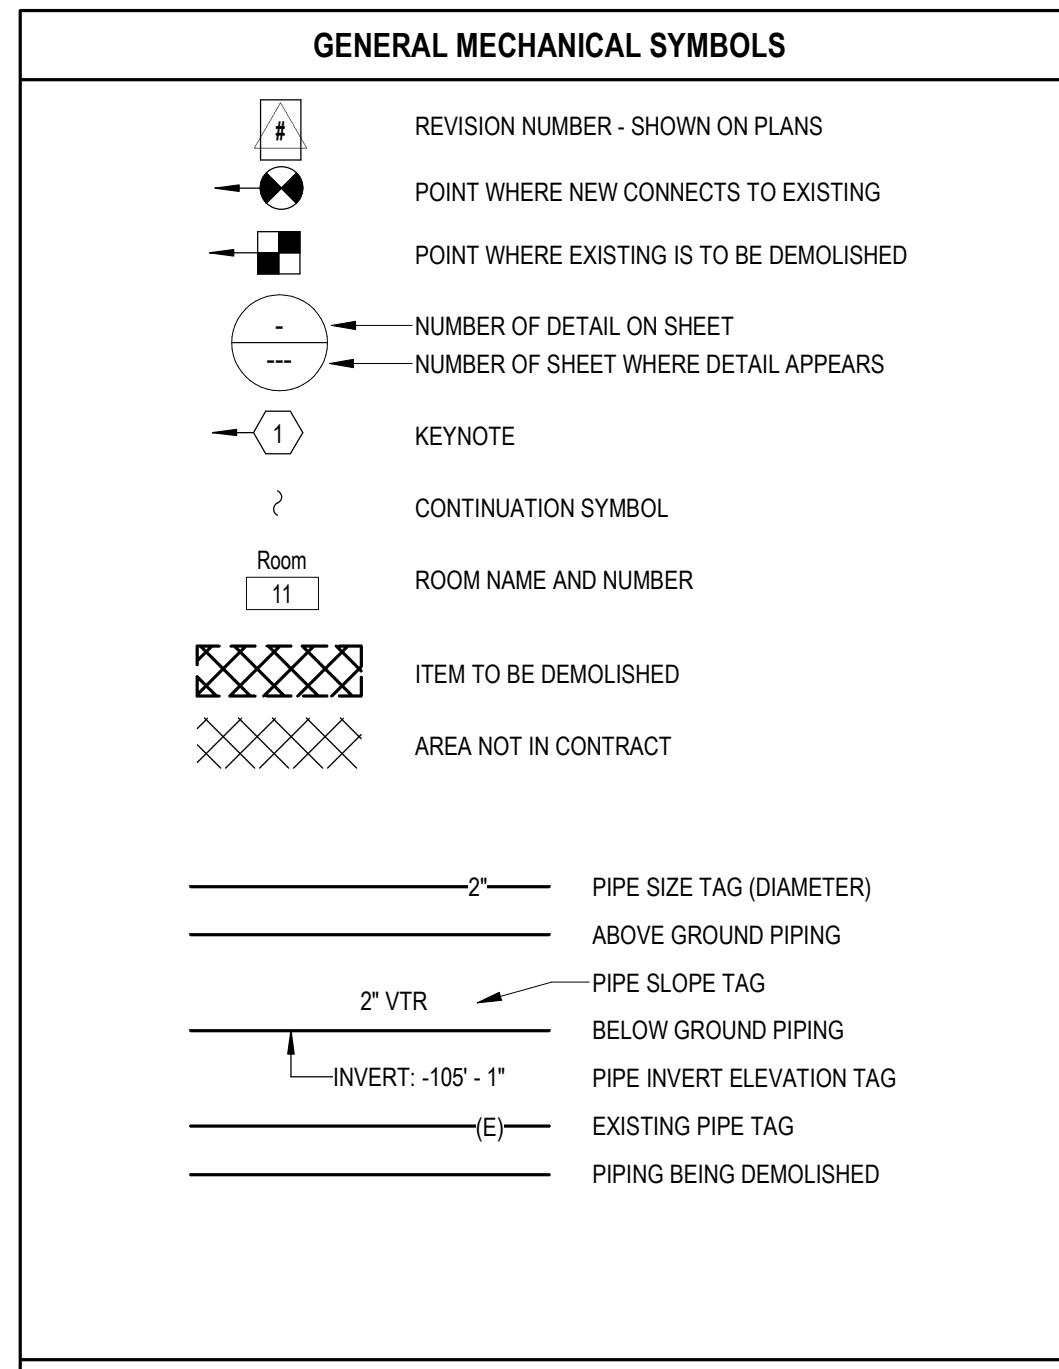 GENERAL MECHANICAL SYMBOLS
# REVISION NUMBER - SHOWN ON PLANS
POINT WHERE NEW CONNECTS TO EXISTING
POINT WHERE EXISTING IS TO BE DEMOLISHED
- NUMBER OF DETAIL ON SHEET
--- NUMBER OF SHEET WHERE DETAIL APPEARS
1 KEYNOTE
CONTINUATION SYMBOL
Room
11 ROOM NAME AND NUMBER
ITEM TO BE DEMOLISHED
AREA NOT IN CONTRACT
2" PIPE SIZE TAG (DIAMETER)
ABOVE GROUND PIPING
PIPE SLOPE TAG
2" VTR
BELOW GROUND PIPING
INVERT: -105' - 1" PIPE INVERT ELEVATION TAG
(E) EXISTING PIPE TAG
PIPING BEING DEMOLISHED